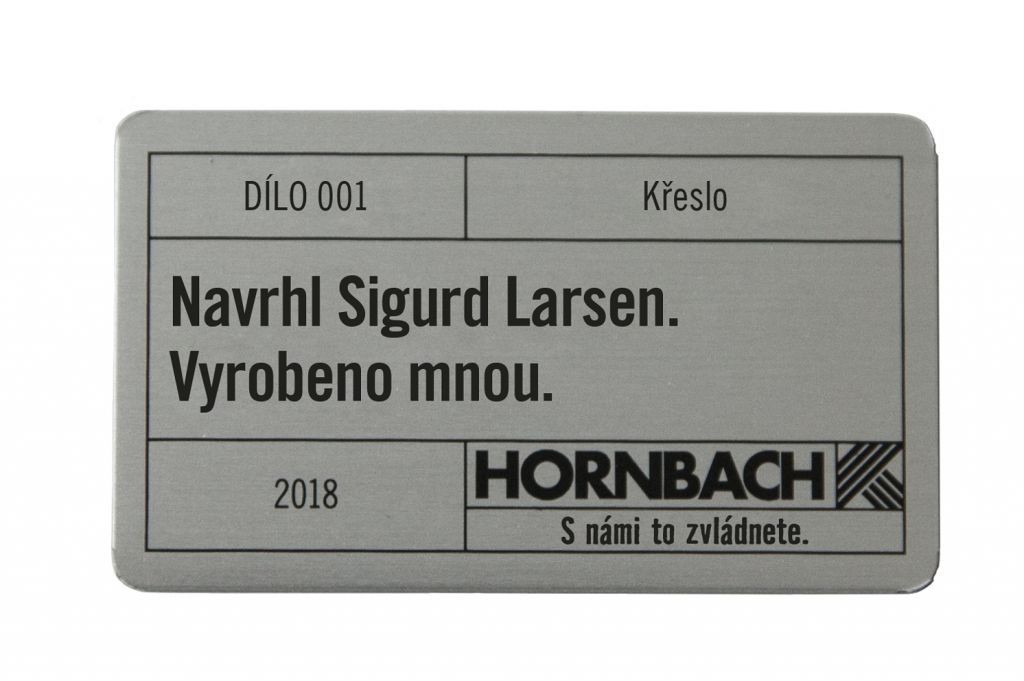 DÍLO 001
Křeslo
Navrhl Sigurd Larsen.
Vyrobeno mnou.
2018
HORNBACH
S námi to zvládnete.